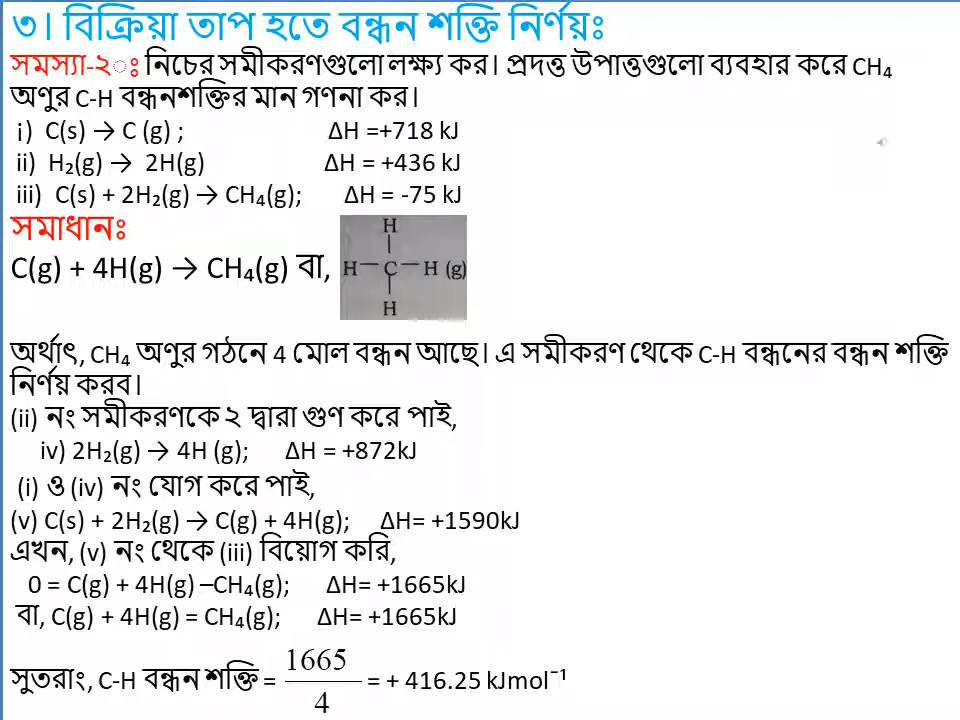 ৩। বিক্রিয়া তাপ হতে বন্ধন শক্তি নির্ণয়ঃ
সমস্যা-২ঃ নিচের সমীকরণগুলো লক্ষ্য কর। প্রদত্ত উপাত্তগুলো ব্যবহার করে CH₄
অণুর C-H বন্ধনশক্তির মান গণনা কর।
i) C(s) → C (g) ; ΔH =+718 kJ
ii) H₂(g) → 2H(g) ΔH = +436 kJ
iii) C(s) + 2H₂(g) → CH₄(g); ΔH = -75 kJ
সমাধানঃ
H
C(g) + 4H(g) → CH₄(g) বা, H — C — H (g)
H
অর্থাৎ, CH₄ অণুর গঠনে 4 মোল বন্ধন আছে। এ সমীকরণ থেকে C-H বন্ধনের বন্ধন শক্তি
নির্ণয় করব।
(ii) নং সমীকরণকে ২ দ্বারা গুণ করে পাই,
iv) 2H₂(g) → 4H (g); ΔH = +872kJ
(i) ও (iv) নং যোগ করে পাই,
(v) C(s) + 2H₂(g) → C(g) + 4H(g); ΔH= +1590kJ
এখন, (v) নং থেকে (iii) বিয়োগ করি,
0 = C(g) + 4H(g) –CH₄(g); ΔH= +1665kJ
বা, C(g) + 4H(g) = CH₄(g); ΔH= +1665kJ
সুতরাং, C-H বন্ধন শক্তি = 1665/4 = + 416.25 kJmol⁻¹